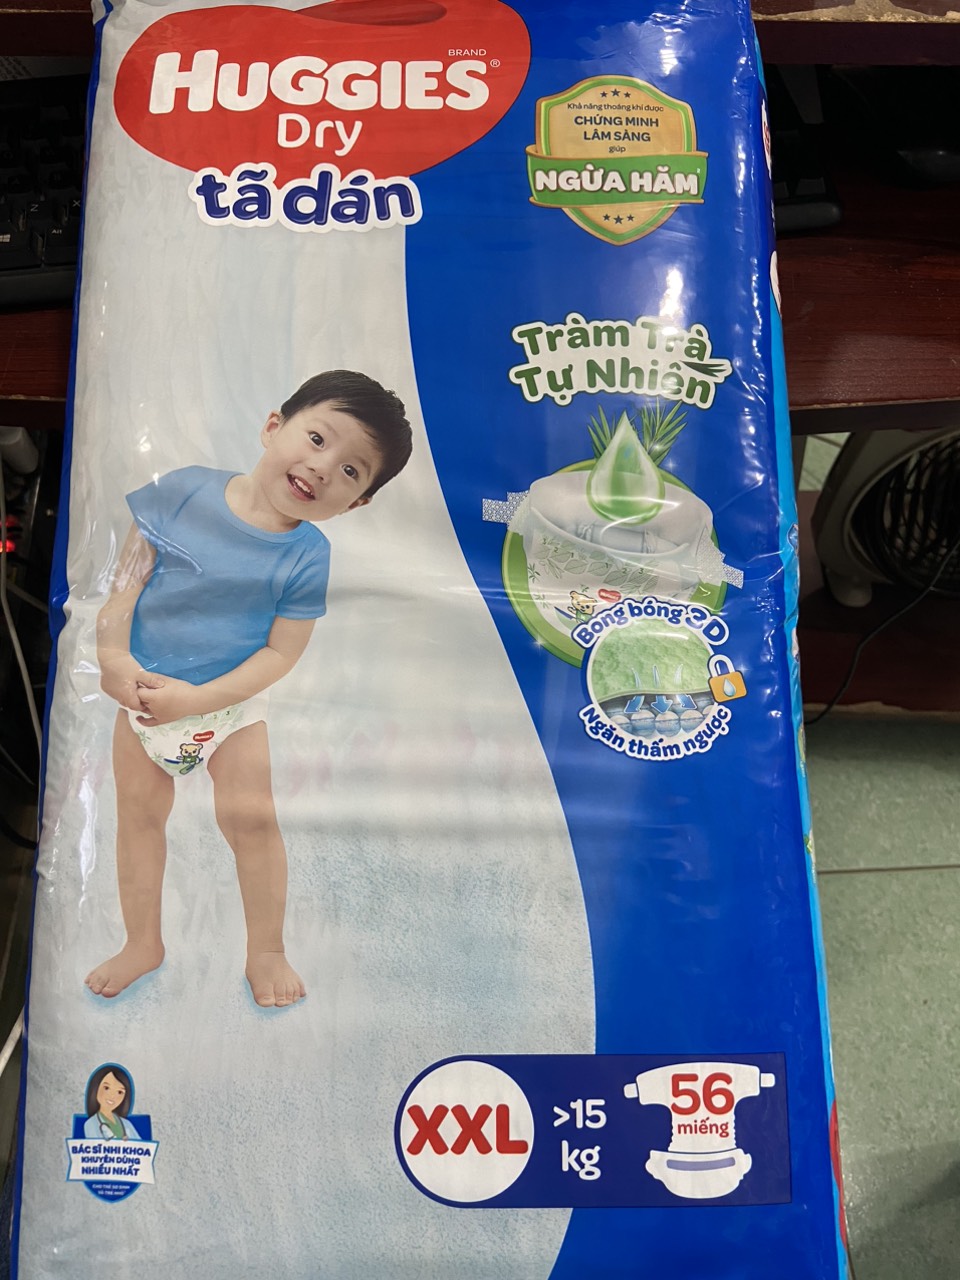 HUGGIES®
BRAND
Dry
tã dán
Khả năng thoáng khí được
CHỨNG MINH
LÂM SÀNG
giúp
NGỪA HĂM
Tràm Trà
Tự Nhiên
Bong bóng 3D
Ngăn thấm ngược
XXL
>15
kg
56
miếng
BÁC SĨ NHI KHOA
KHUYÊN DÙNG
NHIỀU NHẤT